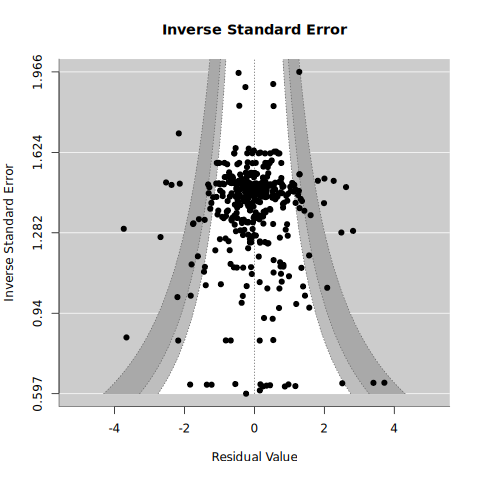 Inverse Standard Error
Inverse Standard Error
1.966
1.624
1.282
0.94
0.597
-4 -2 0 2 4
Residual Value